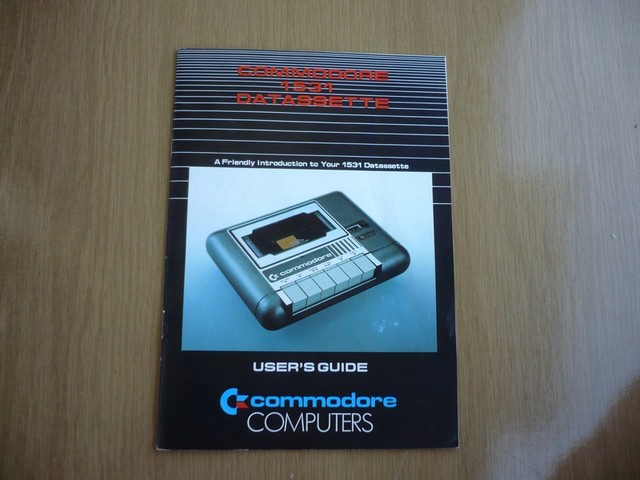 COMMODORE
1531
DATASSETTE
A Friendly Introduction to Your 1531 Datassette
commodore
USER'S GUIDE
commodore
COMPUTERS